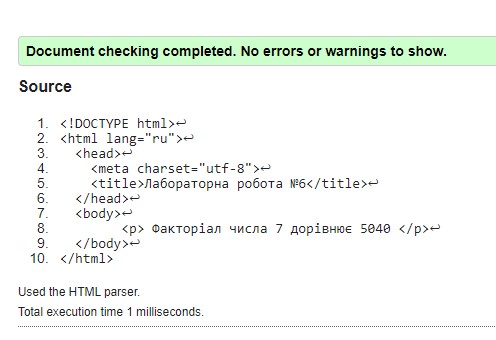 Document checking completed. No errors or warnings to show.
Source
1. <!DOCTYPE html>↩
2. <html lang="ru">↩
3. <head>↩
4. <meta charset="utf-8">↩
5. <title>Лабораторна робота №6</title>↩
6. </head>↩
7. <body>↩
8. <p> Факторіал числа 7 дорівнює 5040 </p>↩
9. </body>↩
10. </html>
Used the HTML parser.
Total execution time 1 milliseconds.